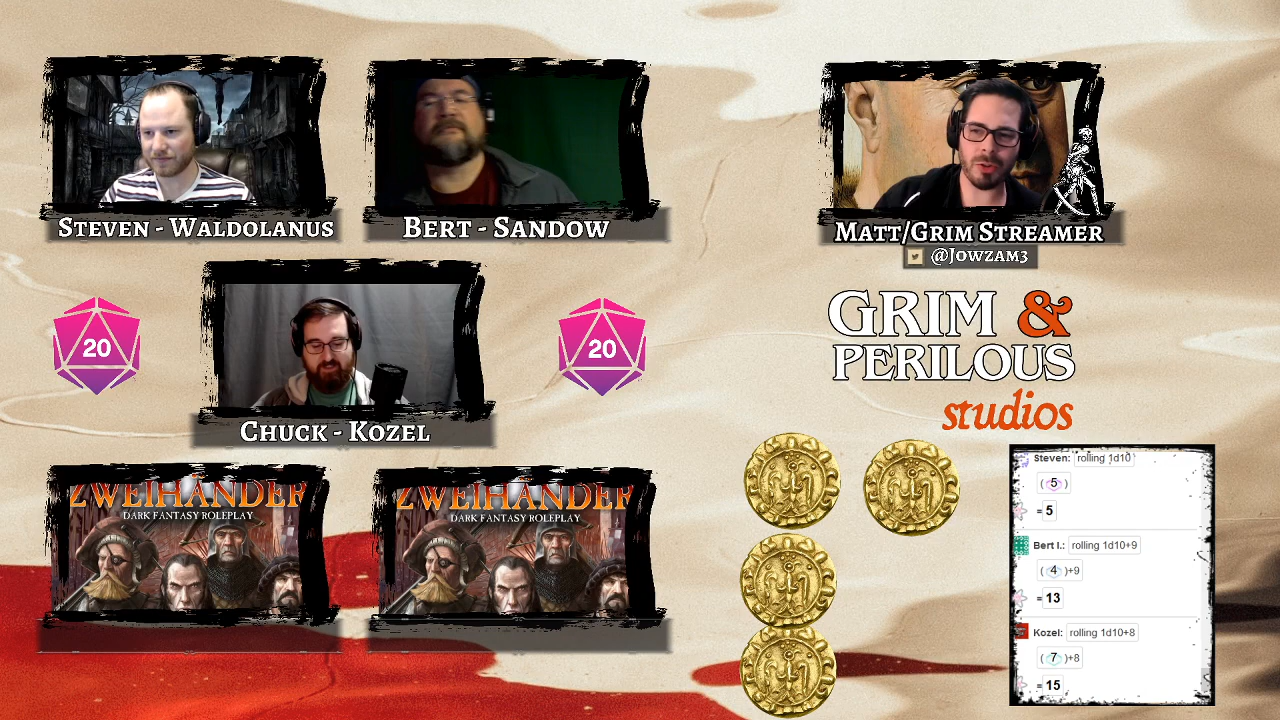 Steven - Waldolanus
Bert - Sandow
Matt/Grim Streamer
@Jowzam3
20
Chuck - Kozel
20
GRIM &
PERILOUS
studios
ZWEIHÄNDER
DARK FANTASY ROLEPLAY
ZWEIHÄNDER
DARK FANTASY ROLEPLAY
Steven: rolling 1d10
( 5 )
= 5
Bert I.: rolling 1d10+9
( 4 )+9
= 13
Kozel: rolling 1d10+8
( 7 )+8
= 15